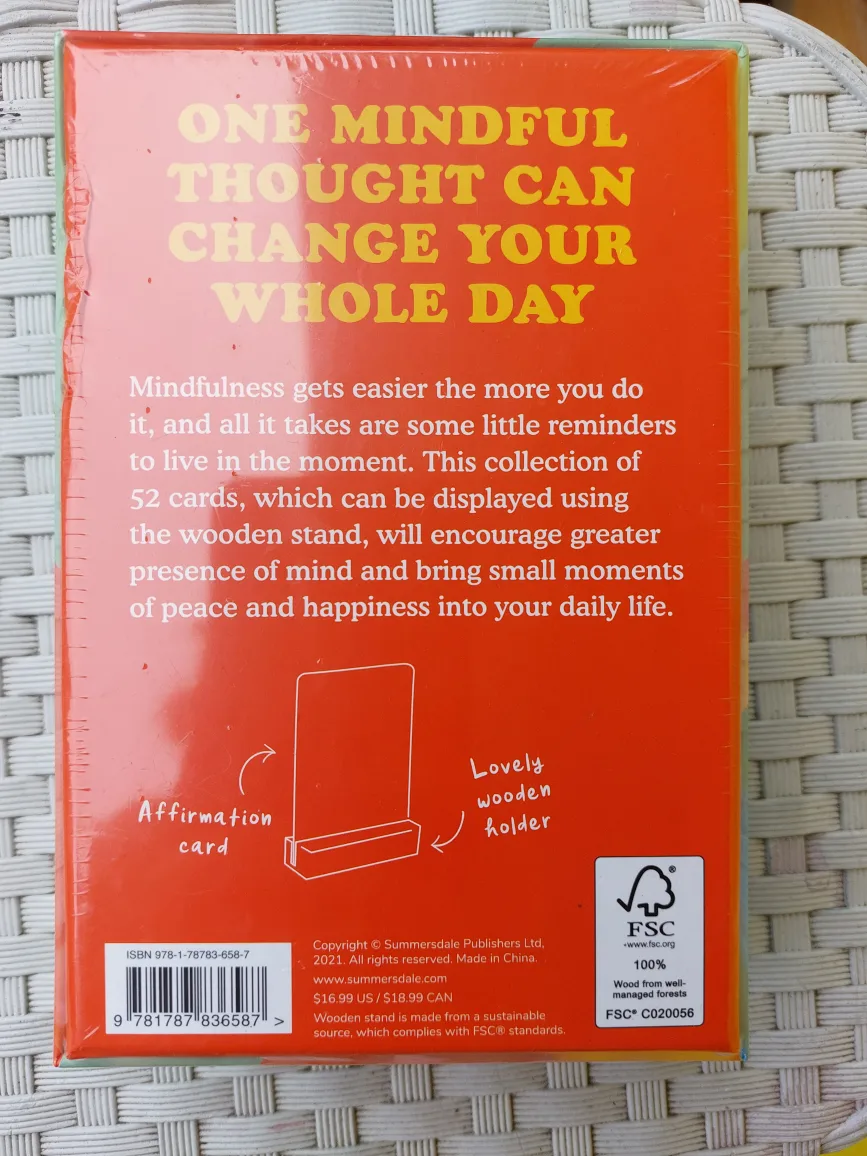 ONE MINDFUL
THOUGHT CAN
CHANGE YOUR
WHOLE DAY
Mindfulness gets easier the more you do
it, and all it takes are some little reminders
to live in the moment. This collection of
52 cards, which can be displayed using
the wooden stand, will encourage greater
presence of mind and bring small moments
of peace and happiness into your daily life.
Affirmation
card
Lovely
wooden
holder
ISBN 978-1-78783-658-7
9 781787 836587 >
Copyright © Summersdale Publishers Ltd,
2021. All rights reserved. Made in China.
www.summersdale.com
$16.99 US / $18.99 CAN
Wooden stand is made from a sustainable
source, which complies with FSC® standards.
®
FSC
www.fsc.org
100%
Wood from well-
managed forests
FSC® C020056